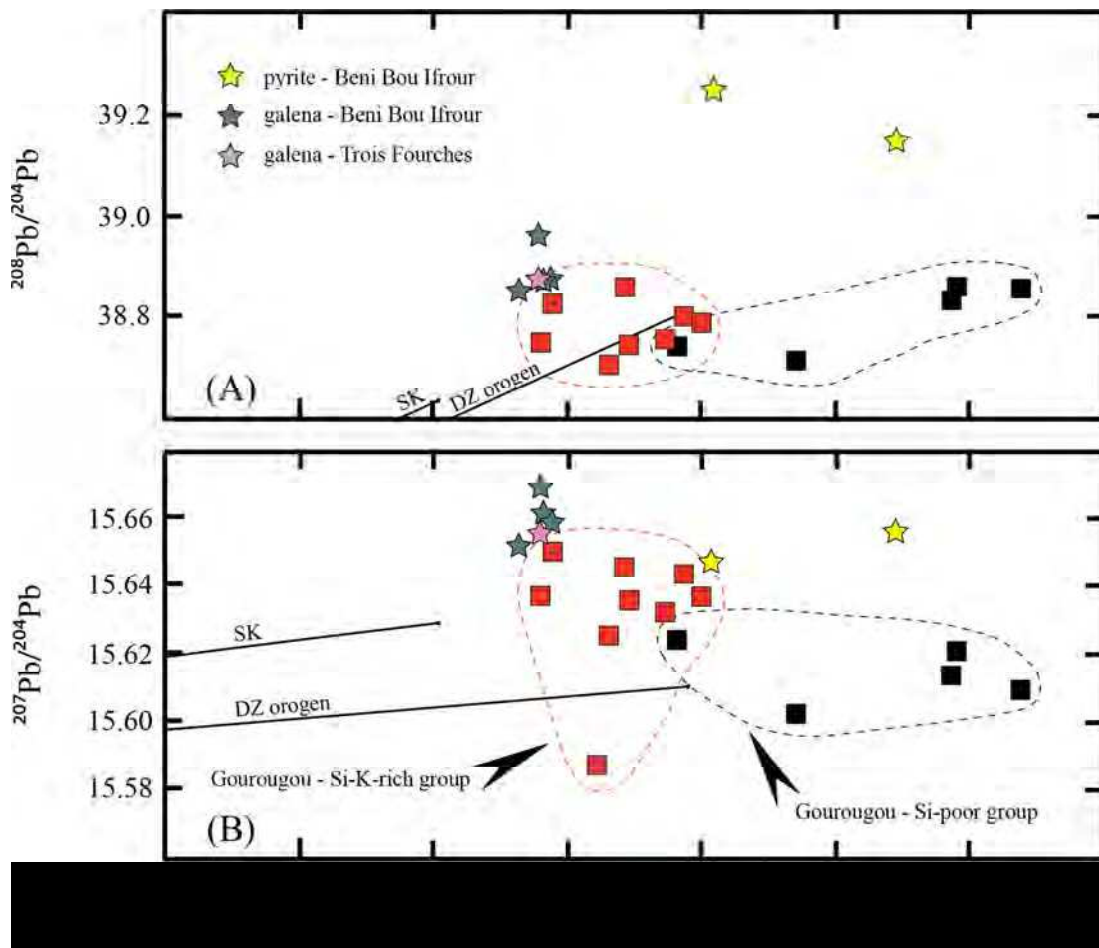 pyrite - Beni Bou Ifrour
galena - Beni Bou Ifrour
galena - Trois Fourches
²⁰⁸Pb/²⁰⁴Pb
39.2
39.0
38.8
(A)
SK
DZ orogen
²⁰⁷Pb/²⁰⁴Pb
15.66
15.64
15.62
15.60
15.58
SK
DZ orogen
Gourougou - Si-K-rich group
Gourougou - Si-poor group
(B)